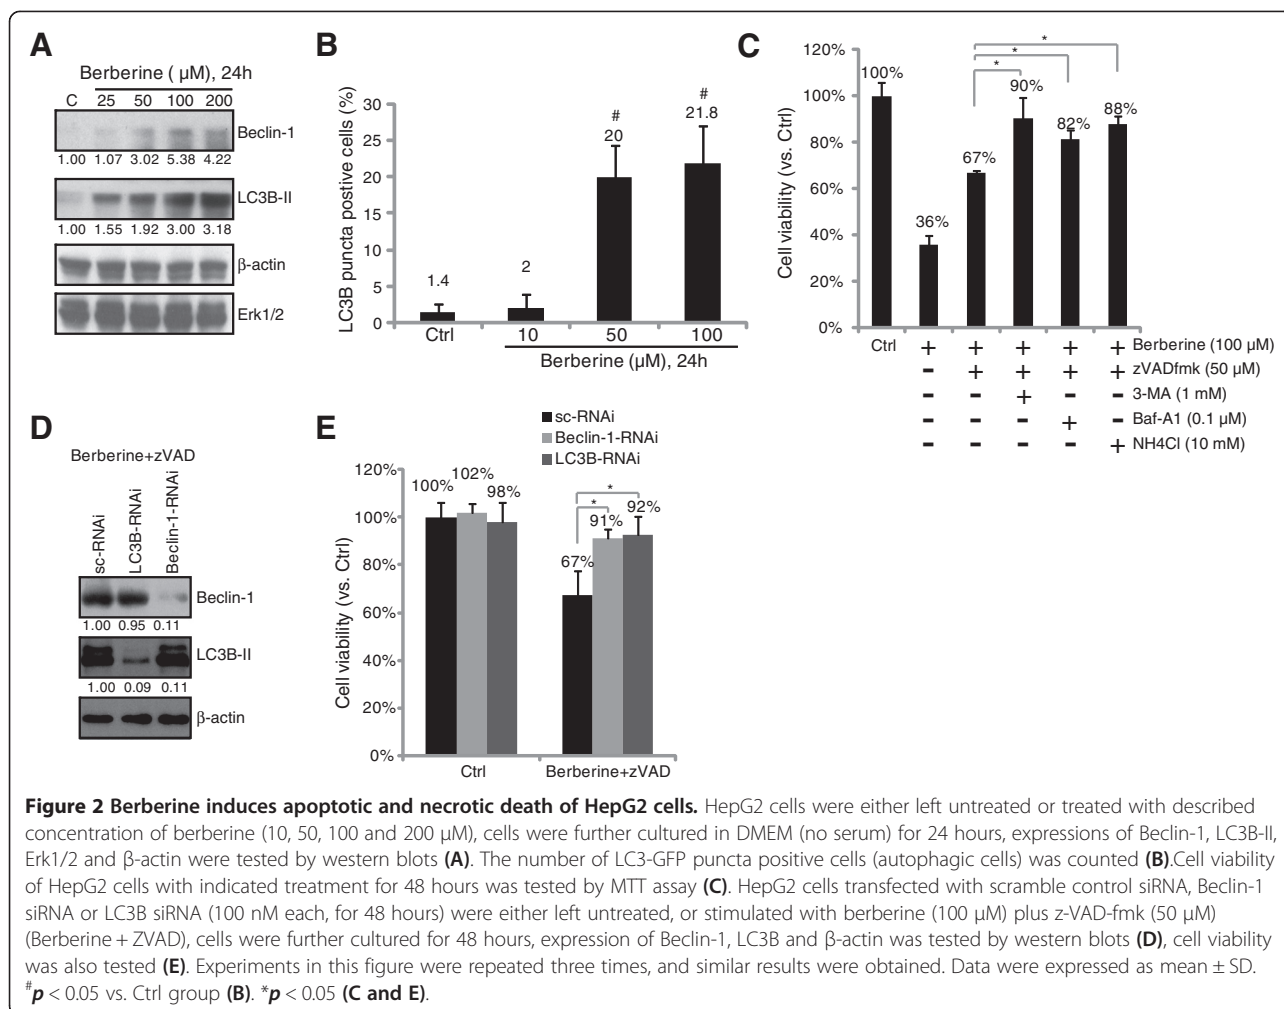 A
Berberine ( µM), 24h
C 25 50 100 200
Beclin-1
1.00 1.07 3.02 5.38 4.22
LC3B-II
1.00 1.55 1.92 3.00 3.18
β-actin
Erk1/2
B
LC3B puncta postive cells (%)
30
25
20
15
10
5
0
1.4
2
#
20
#
21.8
Ctrl 10 50 100
Berberine (µM), 24h
C
Cell viability (vs. Ctrl)
120%
100%
80%
60%
40%
20%
0%
100%
36%
67%
90%
82%
88%
*
*
*
Ctrl + + + + + Berberine (100 µM)
- + + + + zVADfmk (50 µM)
- - + - - 3-MA (1 mM)
- - - + - Baf-A1 (0.1 µM)
- - - - + NH4Cl (10 mM)
D
Berberine+zVAD
sc-RNAi
LC3B-RNAi
Beclin-1-RNAi
Beclin-1
1.00 0.95 0.11
LC3B-II
1.00 0.09 0.11
β-actin
E
sc-RNAi
Beclin-1-RNAi
LC3B-RNAi
Cell viability (vs. Ctrl)
120%
100%
80%
60%
40%
20%
0%
100%
102%
98%
67%
91%
92%
*
*
Ctrl Berberine+zVAD
Figure 2 Berberine induces apoptotic and necrotic death of HepG2 cells. HepG2 cells were either left untreated or treated with described
concentration of berberine (10, 50, 100 and 200 μM), cells were further cultured in DMEM (no serum) for 24 hours, expressions of Beclin-1, LC3B-II,
Erk1/2 and β-actin were tested by western blots (A). The number of LC3-GFP puncta positive cells (autophagic cells) was counted (B).Cell viability
of HepG2 cells with indicated treatment for 48 hours was tested by MTT assay (C). HepG2 cells transfected with scramble control siRNA, Beclin-1
siRNA or LC3B siRNA (100 nM each, for 48 hours) were either left untreated, or stimulated with berberine (100 μM) plus z-VAD-fmk (50 μM)
(Berberine + ZVAD), cells were further cultured for 48 hours, expression of Beclin-1, LC3B and β-actin was tested by western blots (D), cell viability
was also tested (E). Experiments in this figure were repeated three times, and similar results were obtained. Data were expressed as mean ± SD.
#p < 0.05 vs. Ctrl group (B). *p < 0.05 (C and E).